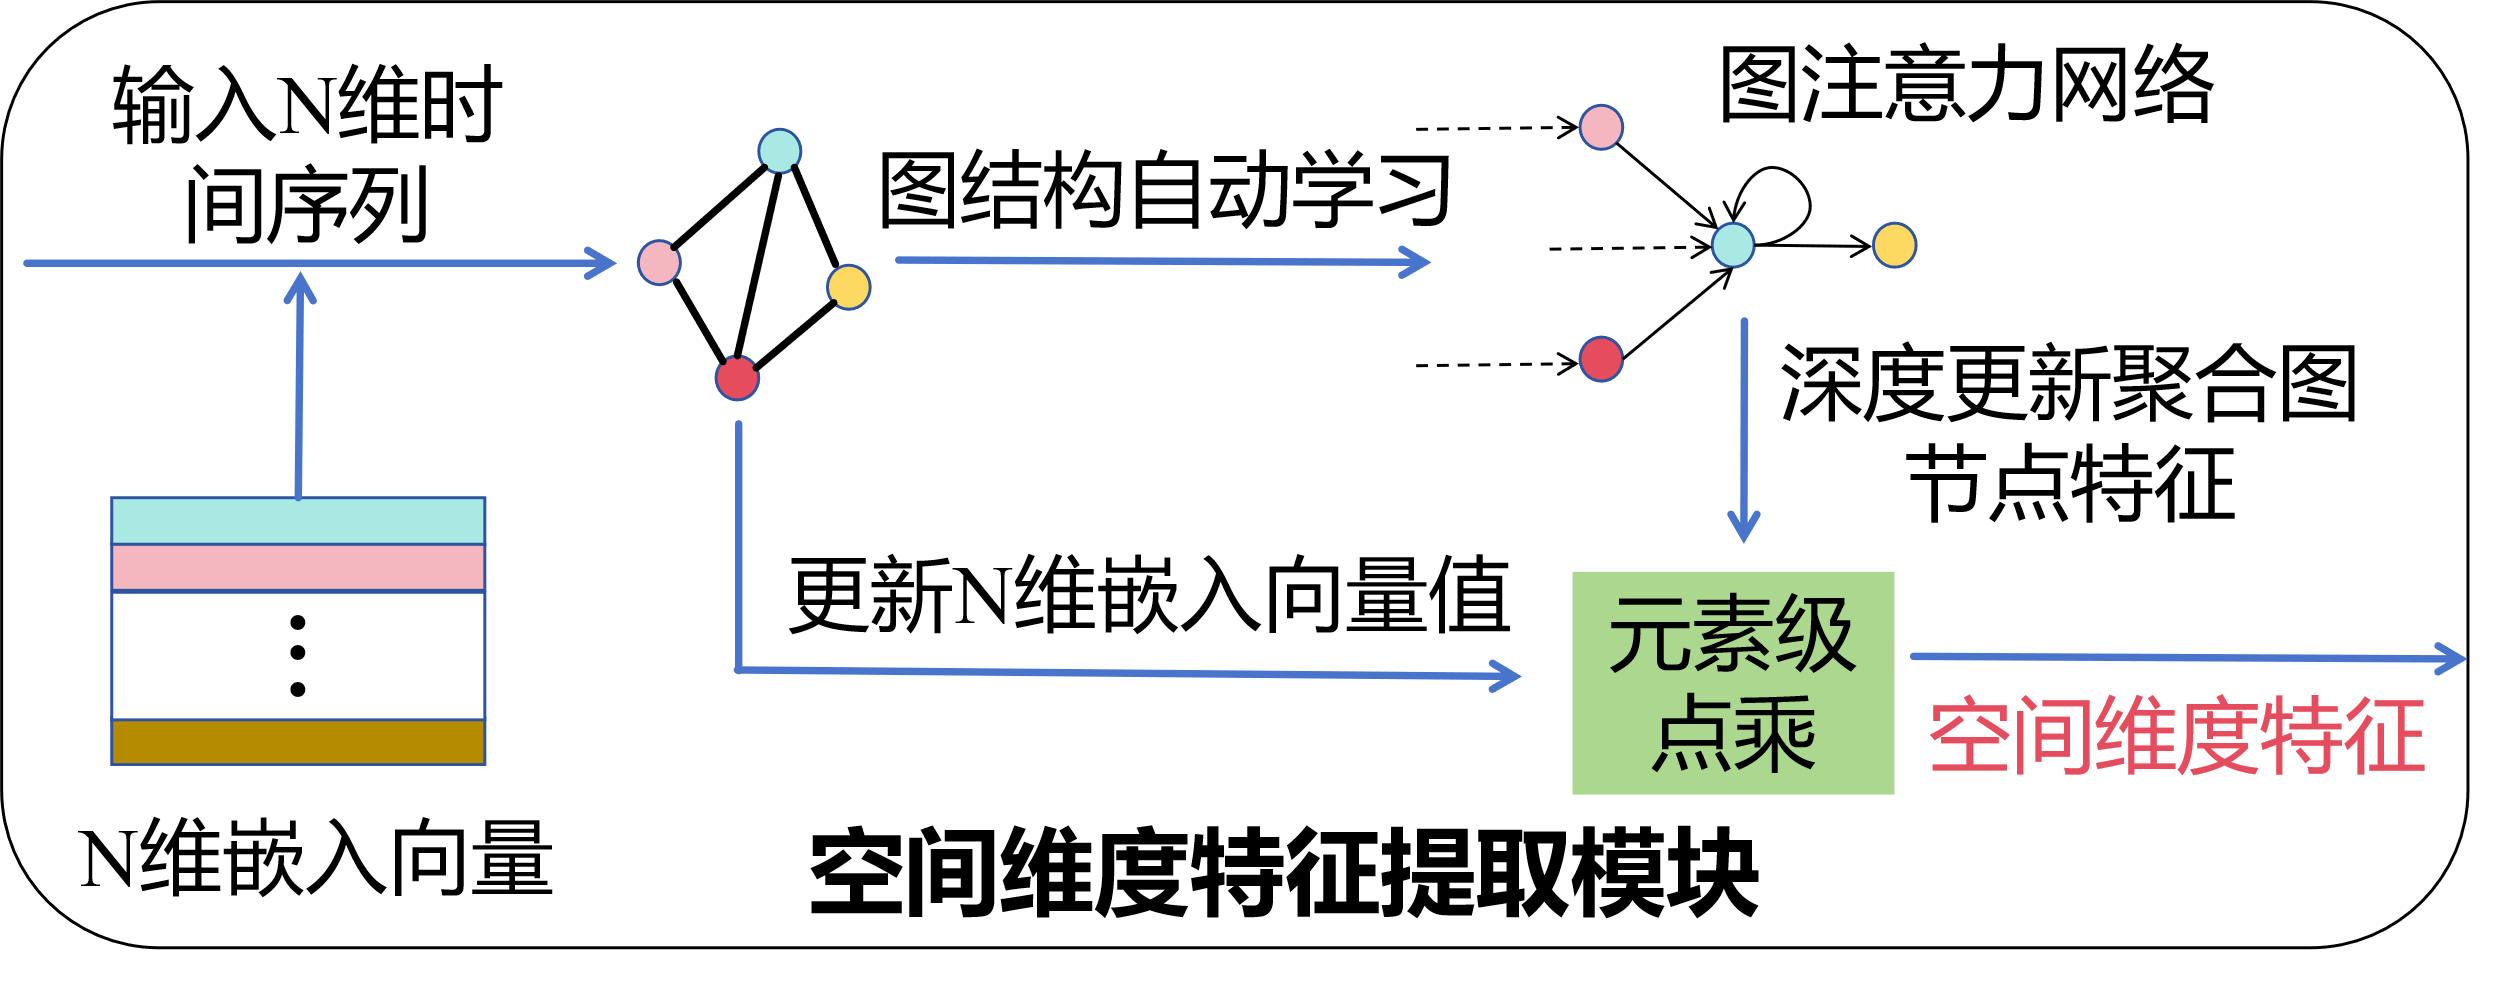 输入N维时
间序列
图结构自动学习
图注意力网络
深度更新聚合图
节点特征
更新N维嵌入向量值
元素级
点乘
空间维度特征
N维嵌入向量
空间维度特征提取模块